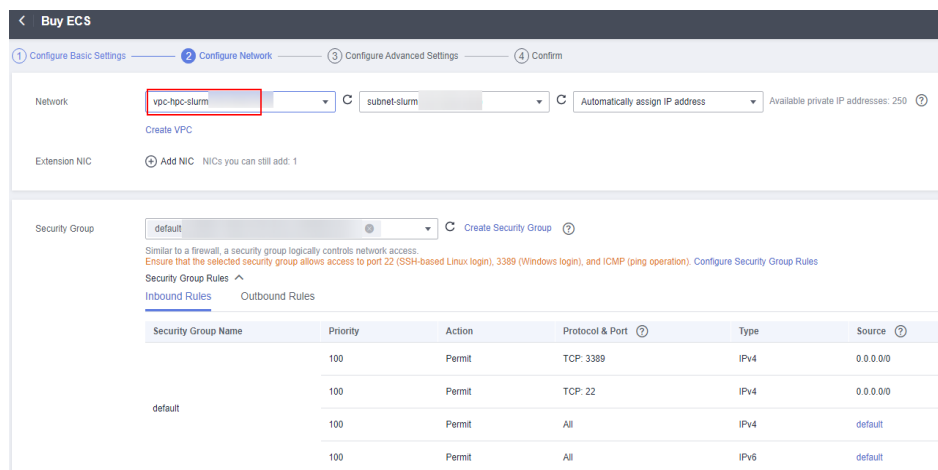 Buy ECS
1 Configure Basic Settings 2 Configure Network 3 Configure Advanced Settings 4 Confirm
Network vpc-hpc-slurm subnet-slurm Automatically assign IP address Available private IP addresses: 250 ?
Create VPC
Extension NIC Add NIC NICs you can still add: 1
Security Group default Create Security Group ?
Similar to a firewall, a security group logically controls network access.
Ensure that the selected security group allows access to port 22 (SSH-based Linux login), 3389 (Windows login), and ICMP (ping operation). Configure Security Group Rules
Security Group Rules
Inbound Rules Outbound Rules
Security Group Name Priority Action Protocol & Port ? Type Source ?
100 Permit TCP: 3389 IPv4 0.0.0.0/0
100 Permit TCP: 22 IPv4 0.0.0.0/0
default
100 Permit All IPv4 default
100 Permit All IPv6 default